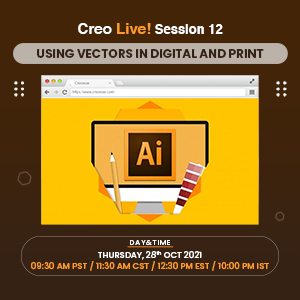 Creo Live! Session 12
USING VECTORS IN DIGITAL AND PRINT
Ai
DAY&TIME
THURSDAY, 28th OCT 2021
09:30 AM PST / 11:30 AM CST / 12:30 PM EST / 10:00 PM IST